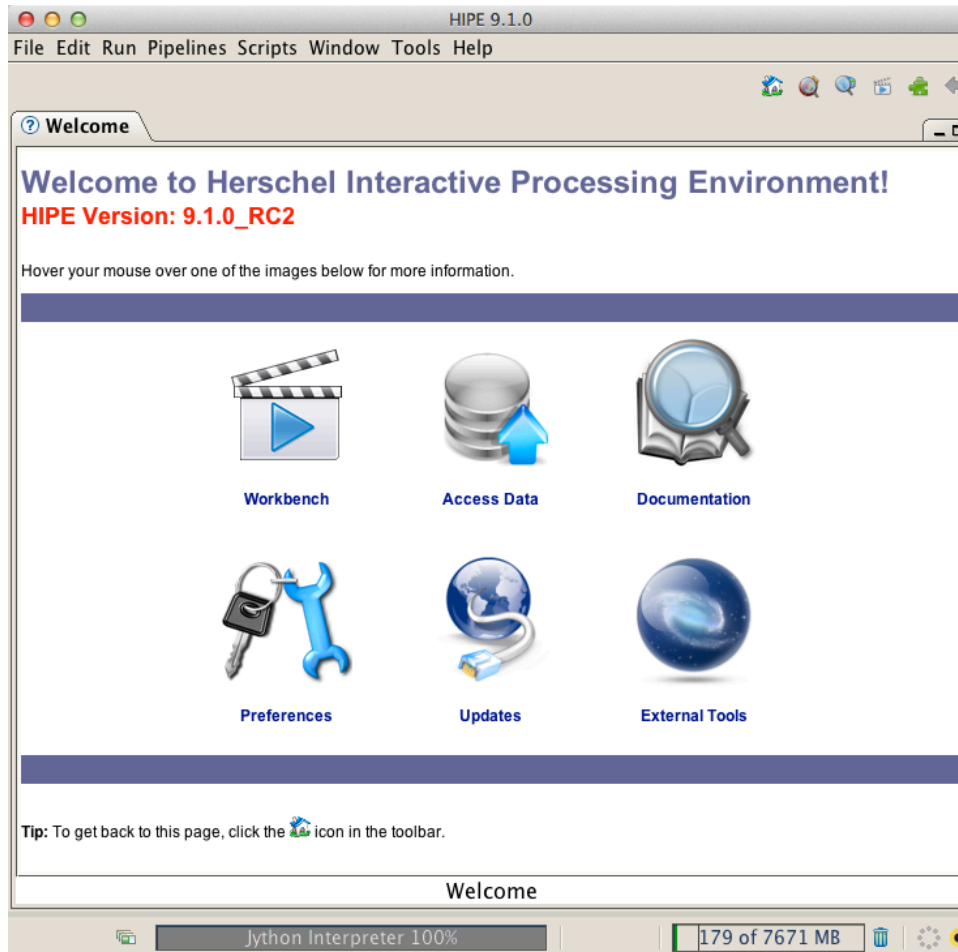 HIPE 9.1.0
File Edit Run Pipelines Scripts Window Tools Help
Welcome
Welcome to Herschel Interactive Processing Environment!
HIPE Version: 9.1.0_RC2
Hover your mouse over one of the images below for more information.
Workbench Access Data Documentation
Preferences Updates External Tools
Tip: To get back to this page, click the icon in the toolbar.
Welcome
Jython Interpreter 100% 179 of 7671 MB